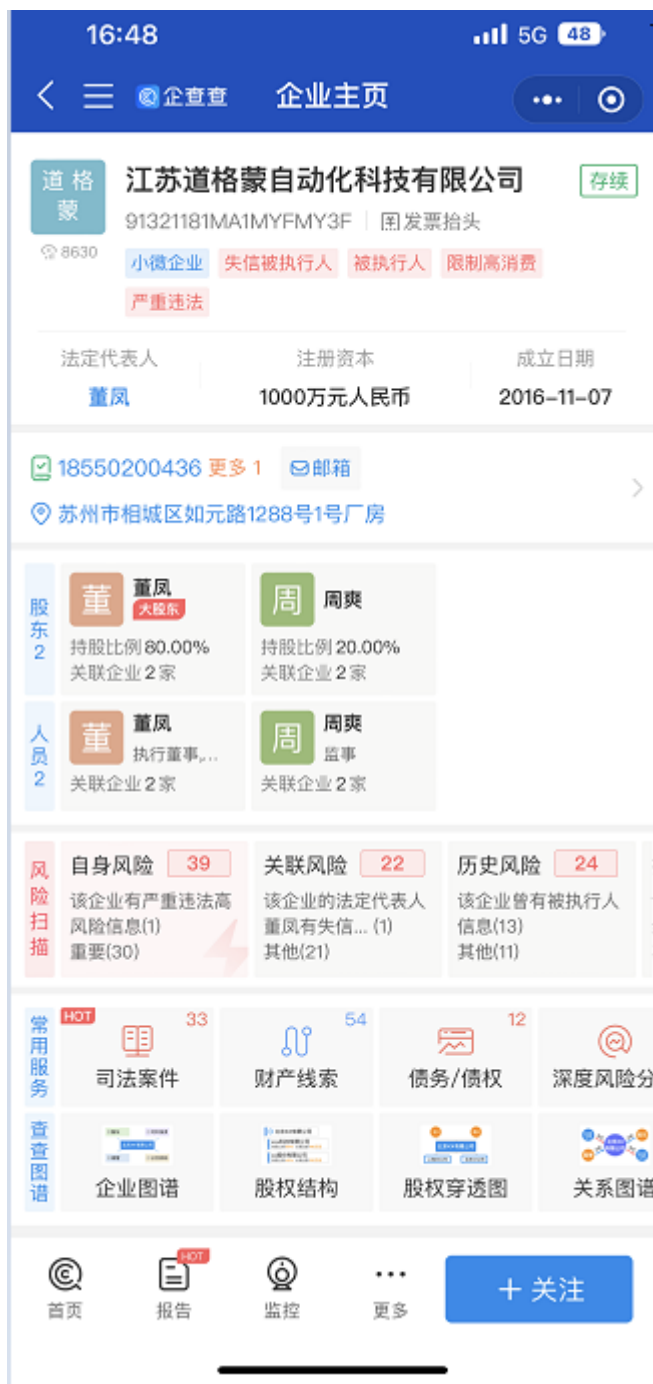 16:48 5G 48
企查查 企业主页
道格蒙 江苏道格蒙自动化科技有限公司 存续
91321181MA1MYFMY3F 发票抬头
8630 小微企业 失信被执行人 被执行人 限制高消费
严重违法
法定代表人 注册资本 成立日期
董凤 1000万元人民币 2016-11-07
18550200436 更多 1 邮箱
苏州市相城区如元路1288号1号厂房
股东 2
董 董凤 大股东 周 周爽
持股比例 80.00% 持股比例 20.00%
关联企业 2 家 关联企业 2 家
人员 2
董 董凤 周 周爽
执行董事,... 监事
关联企业 2 家 关联企业 2 家
风险扫描
自身风险 39 关联风险 22 历史风险 24
该企业有严重违法高 该企业的法定代表人 该企业曾有被执行人
风险信息(1) 董凤有失信... (1) 信息(13)
重要(30) 其他(21) 其他(11)
常用服务
HOT 33 54 12
司法案件 财产线索 债务/债权 深度风险分
查查图谱
企业图谱 股权结构 股权穿透图 关系图谱
HOT
首页 报告 监控 更多 + 关注